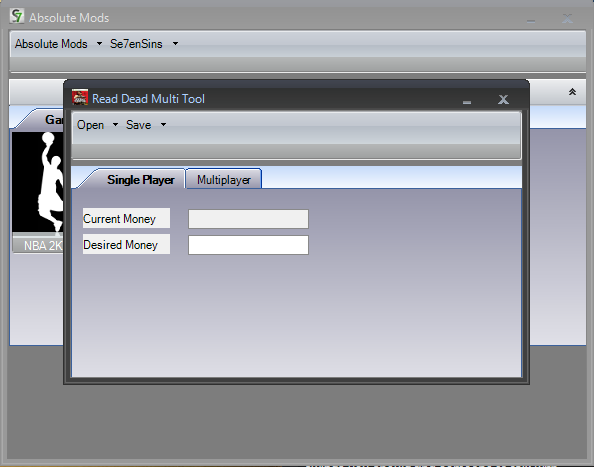 Absolute Mods
Absolute Mods Se7enSins
Read Dead Multi Tool
Open Save
Single Player Multiplayer
Current Money
Desired Money
NBA 2K